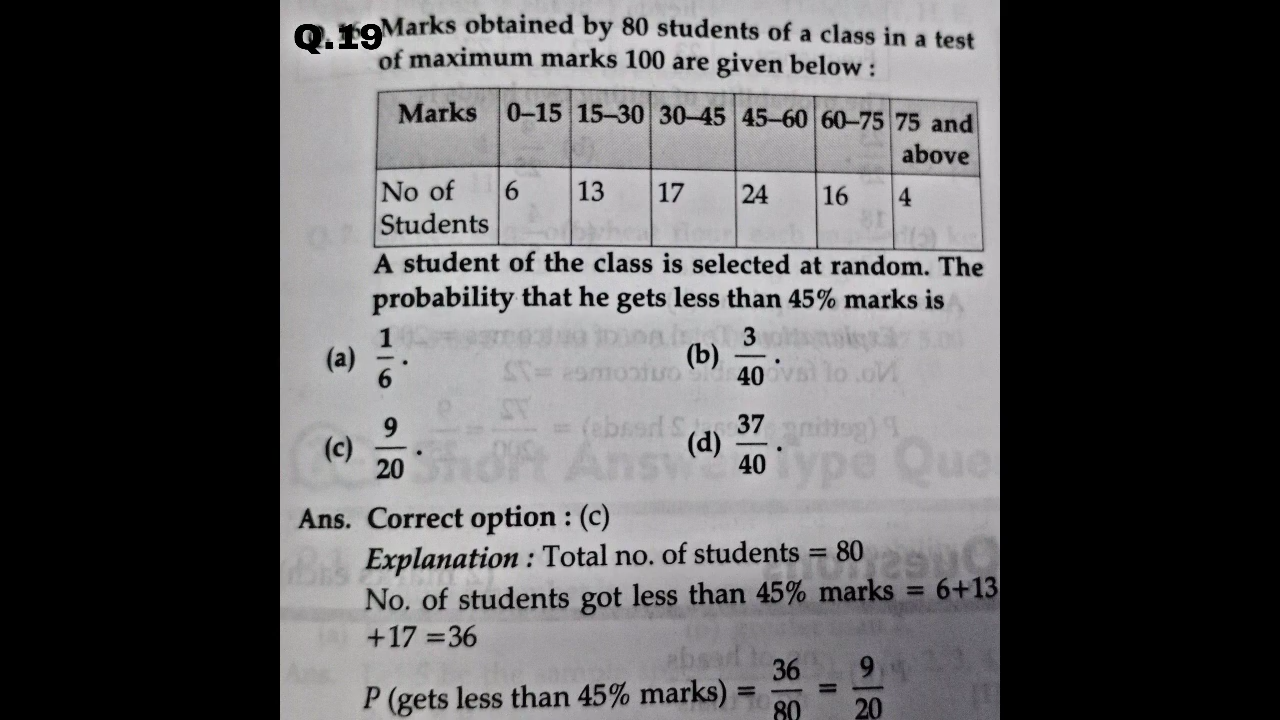 Q.19 Marks obtained by 80 students of a class in a test
of maximum marks 100 are given below :
Marks 0–15 15–30 30–45 45–60 60–75 75 and
above
No of 6 13 17 24 16 4
Students
A student of the class is selected at random. The
probability that he gets less than 45% marks is
(a) 1/6 . (b) 3/40 .
(c) 9/20 . (d) 37/40 .
Ans. Correct option : (c)
Explanation : Total no. of students = 80
No. of students got less than 45% marks = 6+13
+17 =36
P (gets less than 45% marks) = 36/80 = 9/20